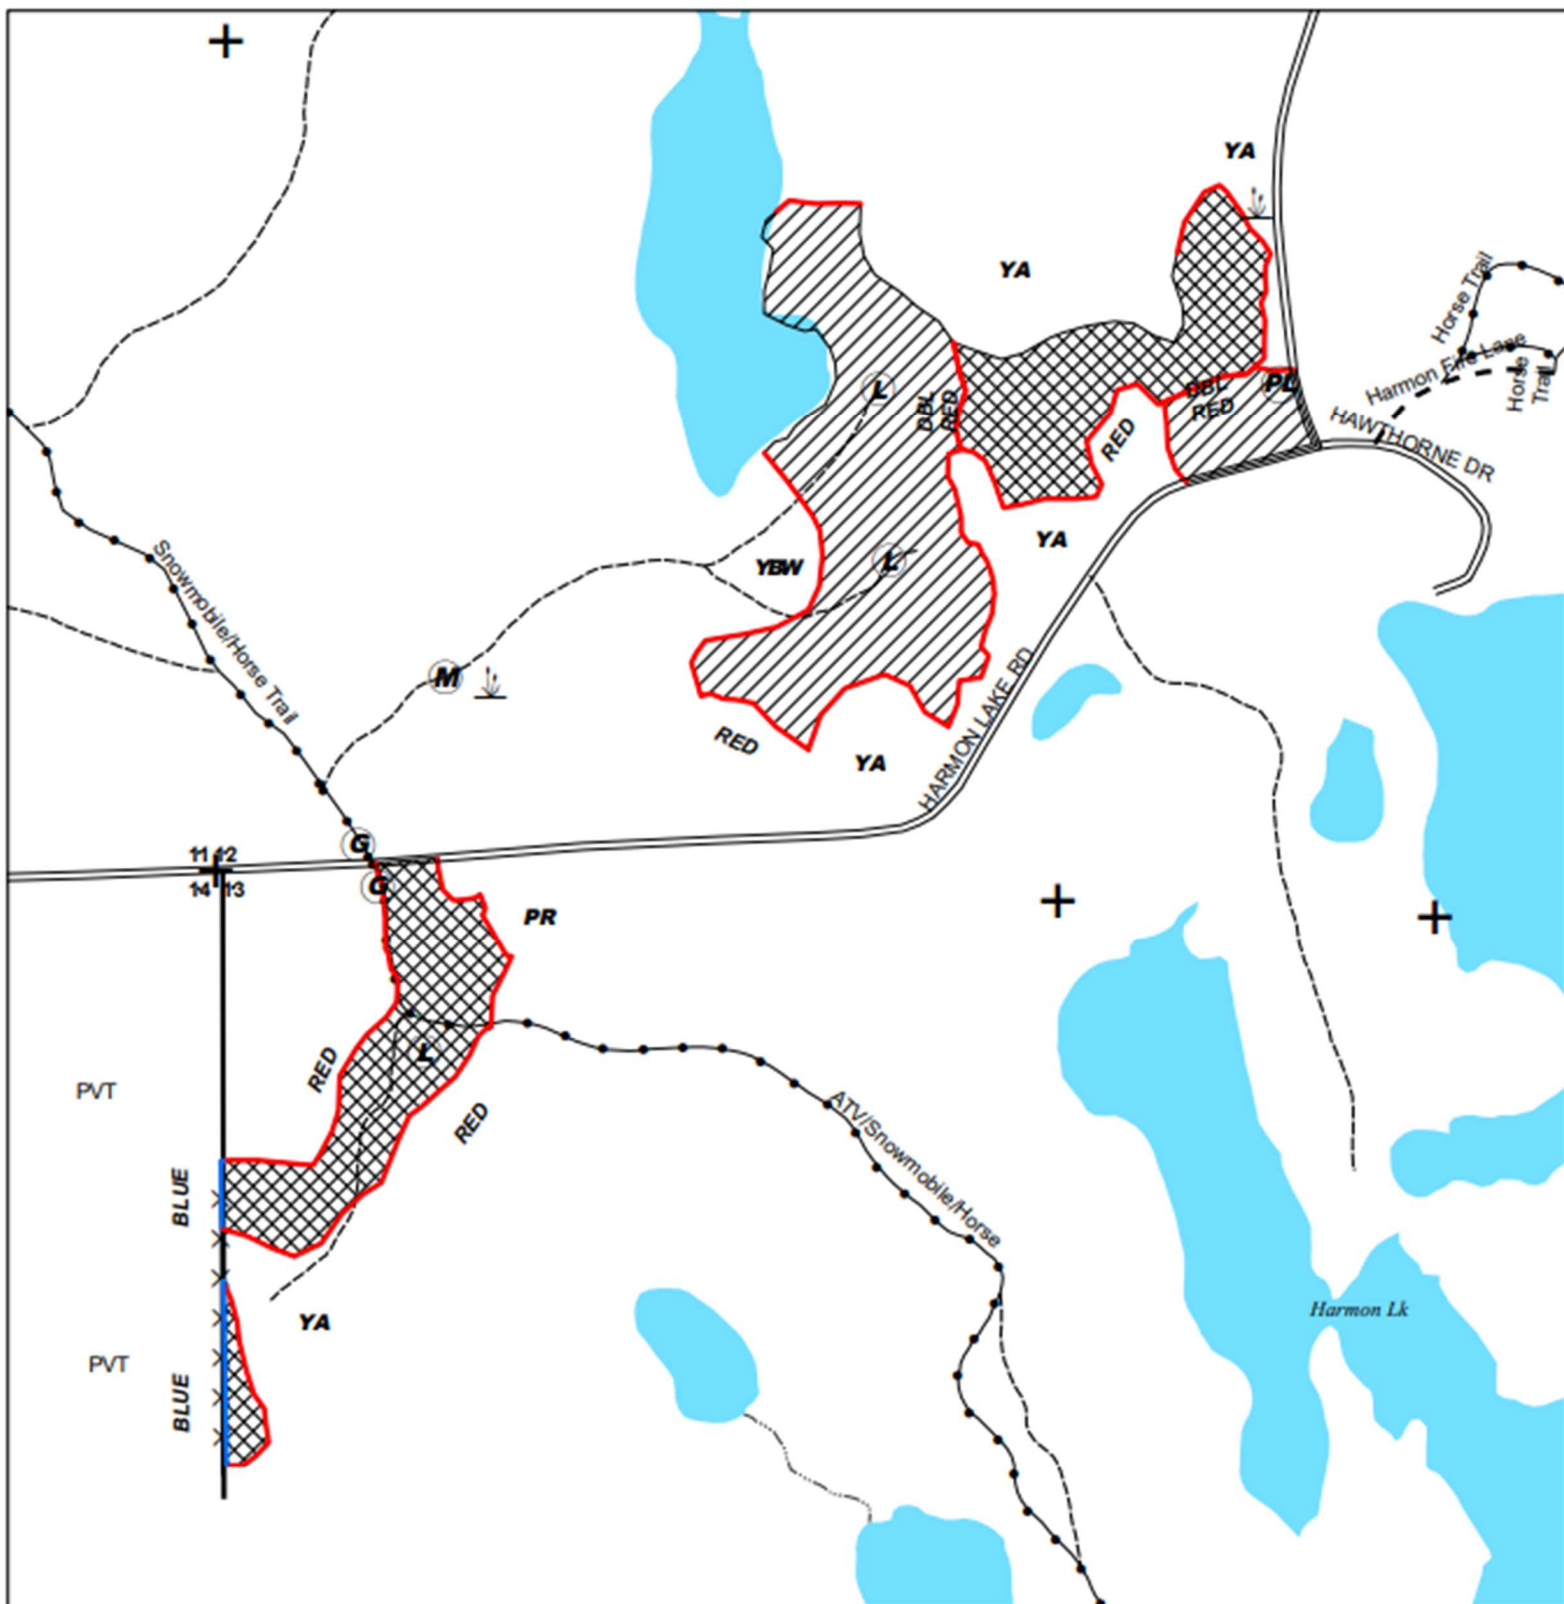 YA
YA
Horse Trail
Harmon Fire Lane
Horse
Trail
L
DBL
RED
DBL
RED
PL
RED
HAWTHORNE DR
YA
Snowmobile/Horse Trail
L
YBW
M
RED
YA
HARMON LAKE RD
G
11 12
14 13
G
PR
RED
L
RED
PVT
ATV/Snowmobile/Horse
BLUE
Harmon Lk
YA
PVT
BLUE